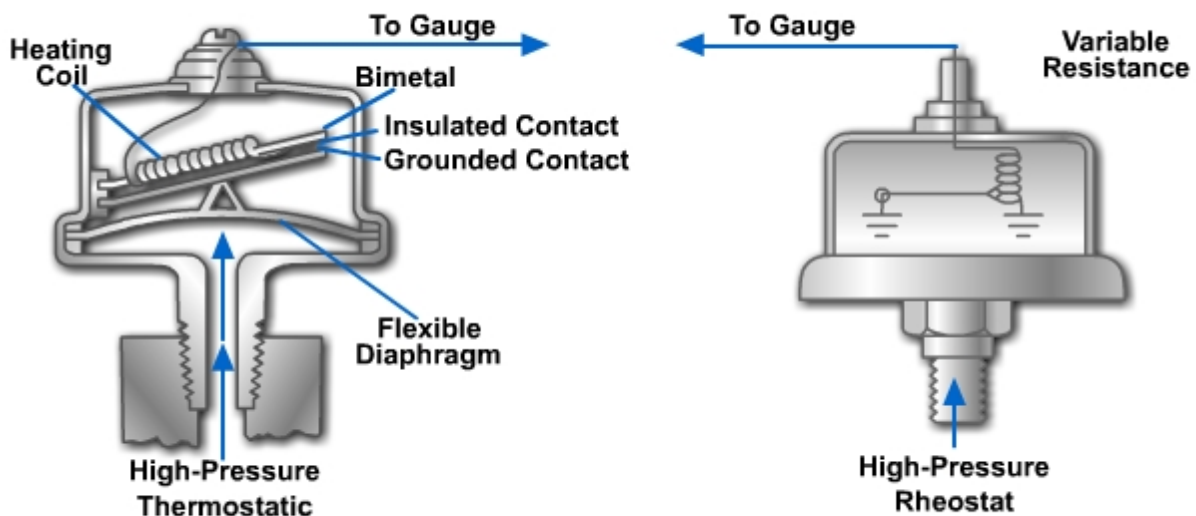 To Gauge
Heating
Coil
Bimetal
Insulated Contact
Grounded Contact
Flexible
Diaphragm
High-Pressure
Thermostatic
To Gauge
Variable
Resistance
High-Pressure
Rheostat